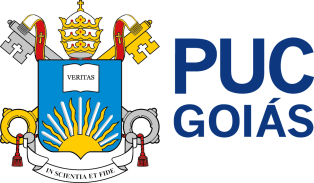 VERITAS
IN SCIENTIA ET FIDE
PUC
GOIÁS